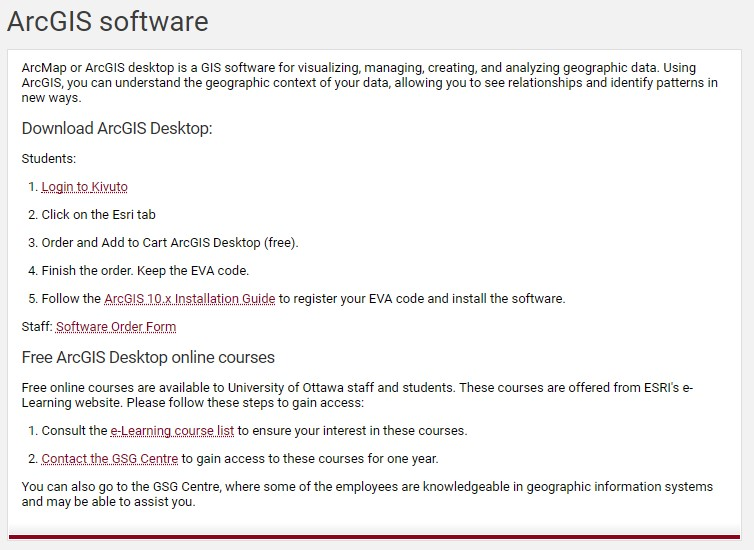 ArcGIS software
ArcMap or ArcGIS desktop is a GIS software for visualizing, managing, creating, and analyzing geographic data. Using
ArcGIS, you can understand the geographic context of your data, allowing you to see relationships and identify patterns in
new ways.
Download ArcGIS Desktop:
Students:
1. Login to Kivuto
2. Click on the Esri tab
3. Order and Add to Cart ArcGIS Desktop (free).
4. Finish the order. Keep the EVA code.
5. Follow the ArcGIS 10.x Installation Guide to register your EVA code and install the software.
Staff: Software Order Form
Free ArcGIS Desktop online courses
Free online courses are available to University of Ottawa staff and students. These courses are offered from ESRI's e-
Learning website. Please follow these steps to gain access:
1. Consult the e-Learning course list to ensure your interest in these courses.
2. Contact the GSG Centre to gain access to these courses for one year.
You can also go to the GSG Centre, where some of the employees are knowledgeable in geographic information systems
and may be able to assist you.